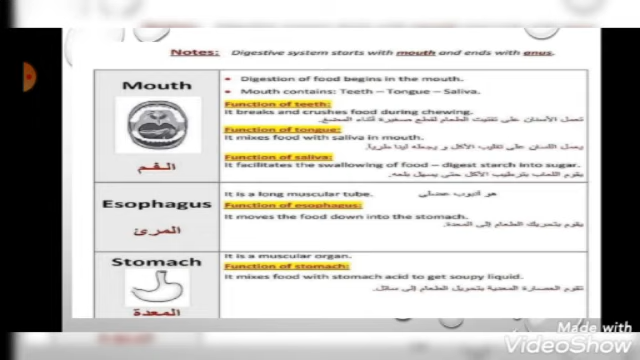 Notes: Digestive system starts with mouth and ends with anus.
Mouth
الفم
• Digestion of food begins in the mouth.
• Mouth contains: Teeth – Tongue – Saliva.
Function of teeth:
It breaks and crushes food during chewing.
تعمل الأسنان على تفتيت الطعام لقطع صغيرة أثناء المضغ.
Function of tongue:
It mixes food with saliva in mouth.
يعمل اللسان على تقليب الأكل و يجعله لينا طريا.
Function of saliva:
It facilitates the swallowing of food – digest starch into sugar.
يقوم اللعاب بترطيب الأكل حتى يسهل بلعه.
Esophagus
المرئ
It is a long muscular tube. هو أنبوب عضلي
Function of esophagus:
It moves the food down into the stomach.
يقوم بتحريك الطعام إلى المعدة.
Stomach
المعدة
It is a muscular organ.
Function of stomach:
It mixes food with stomach acid to get soupy liquid.
تقوم العصارة المعدية بتحويل الطعام إلى سائل.
Made with
VideoShow